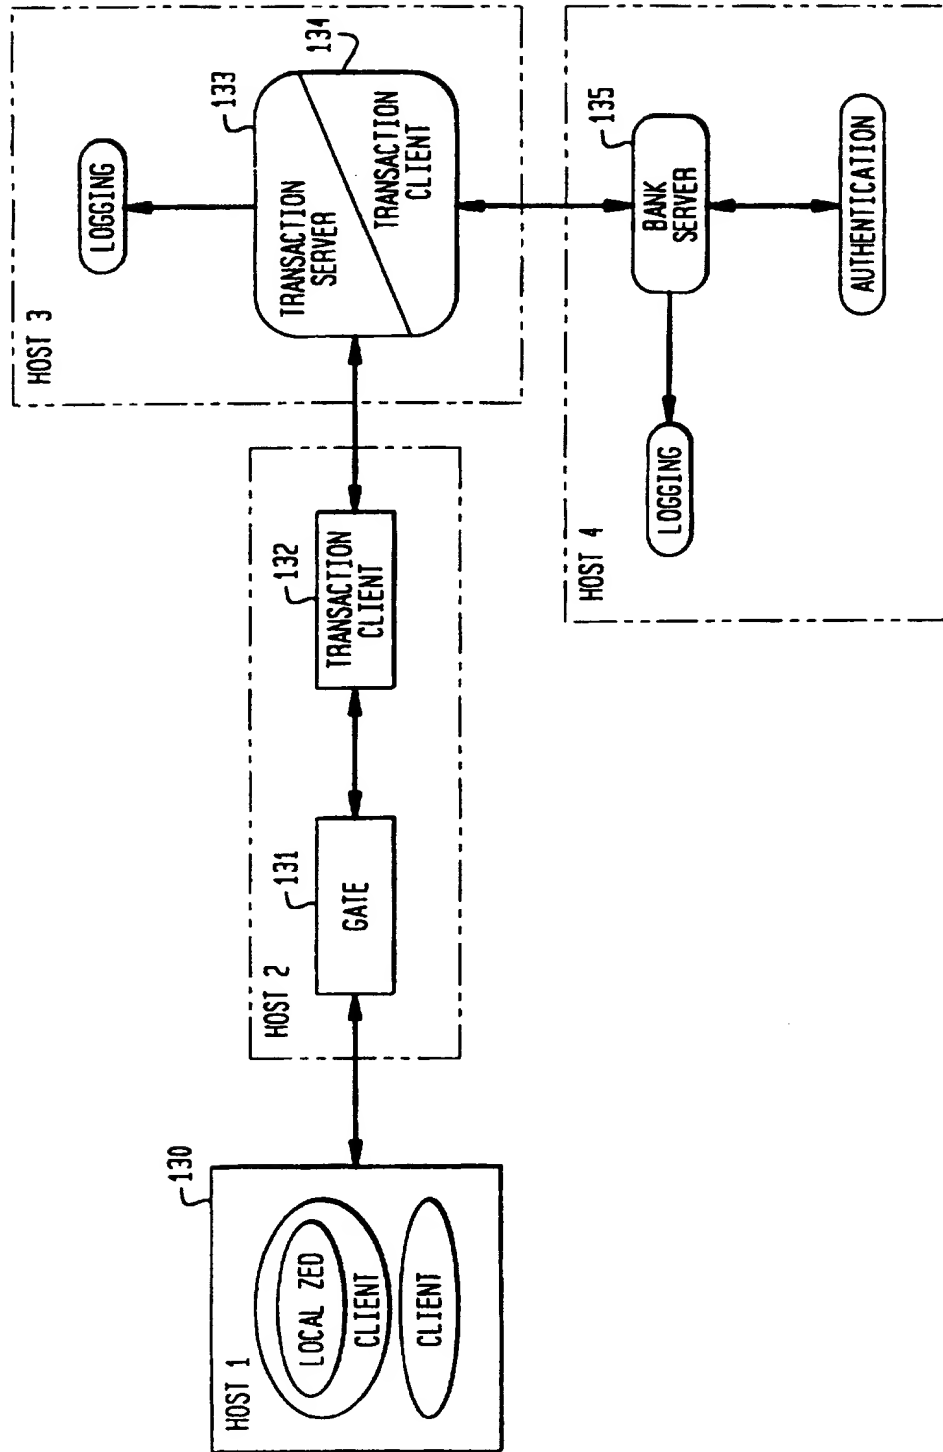 HOST 1
130
LOCAL ZED
CLIENT
CLIENT
HOST 2
131
GATE
132
TRANSACTION
CLIENT
HOST 3
LOGGING
133
TRANSACTION
SERVER
134
TRANSACTION
CLIENT
HOST 4
LOGGING
135
BANK
SERVER
AUTHENTICATION